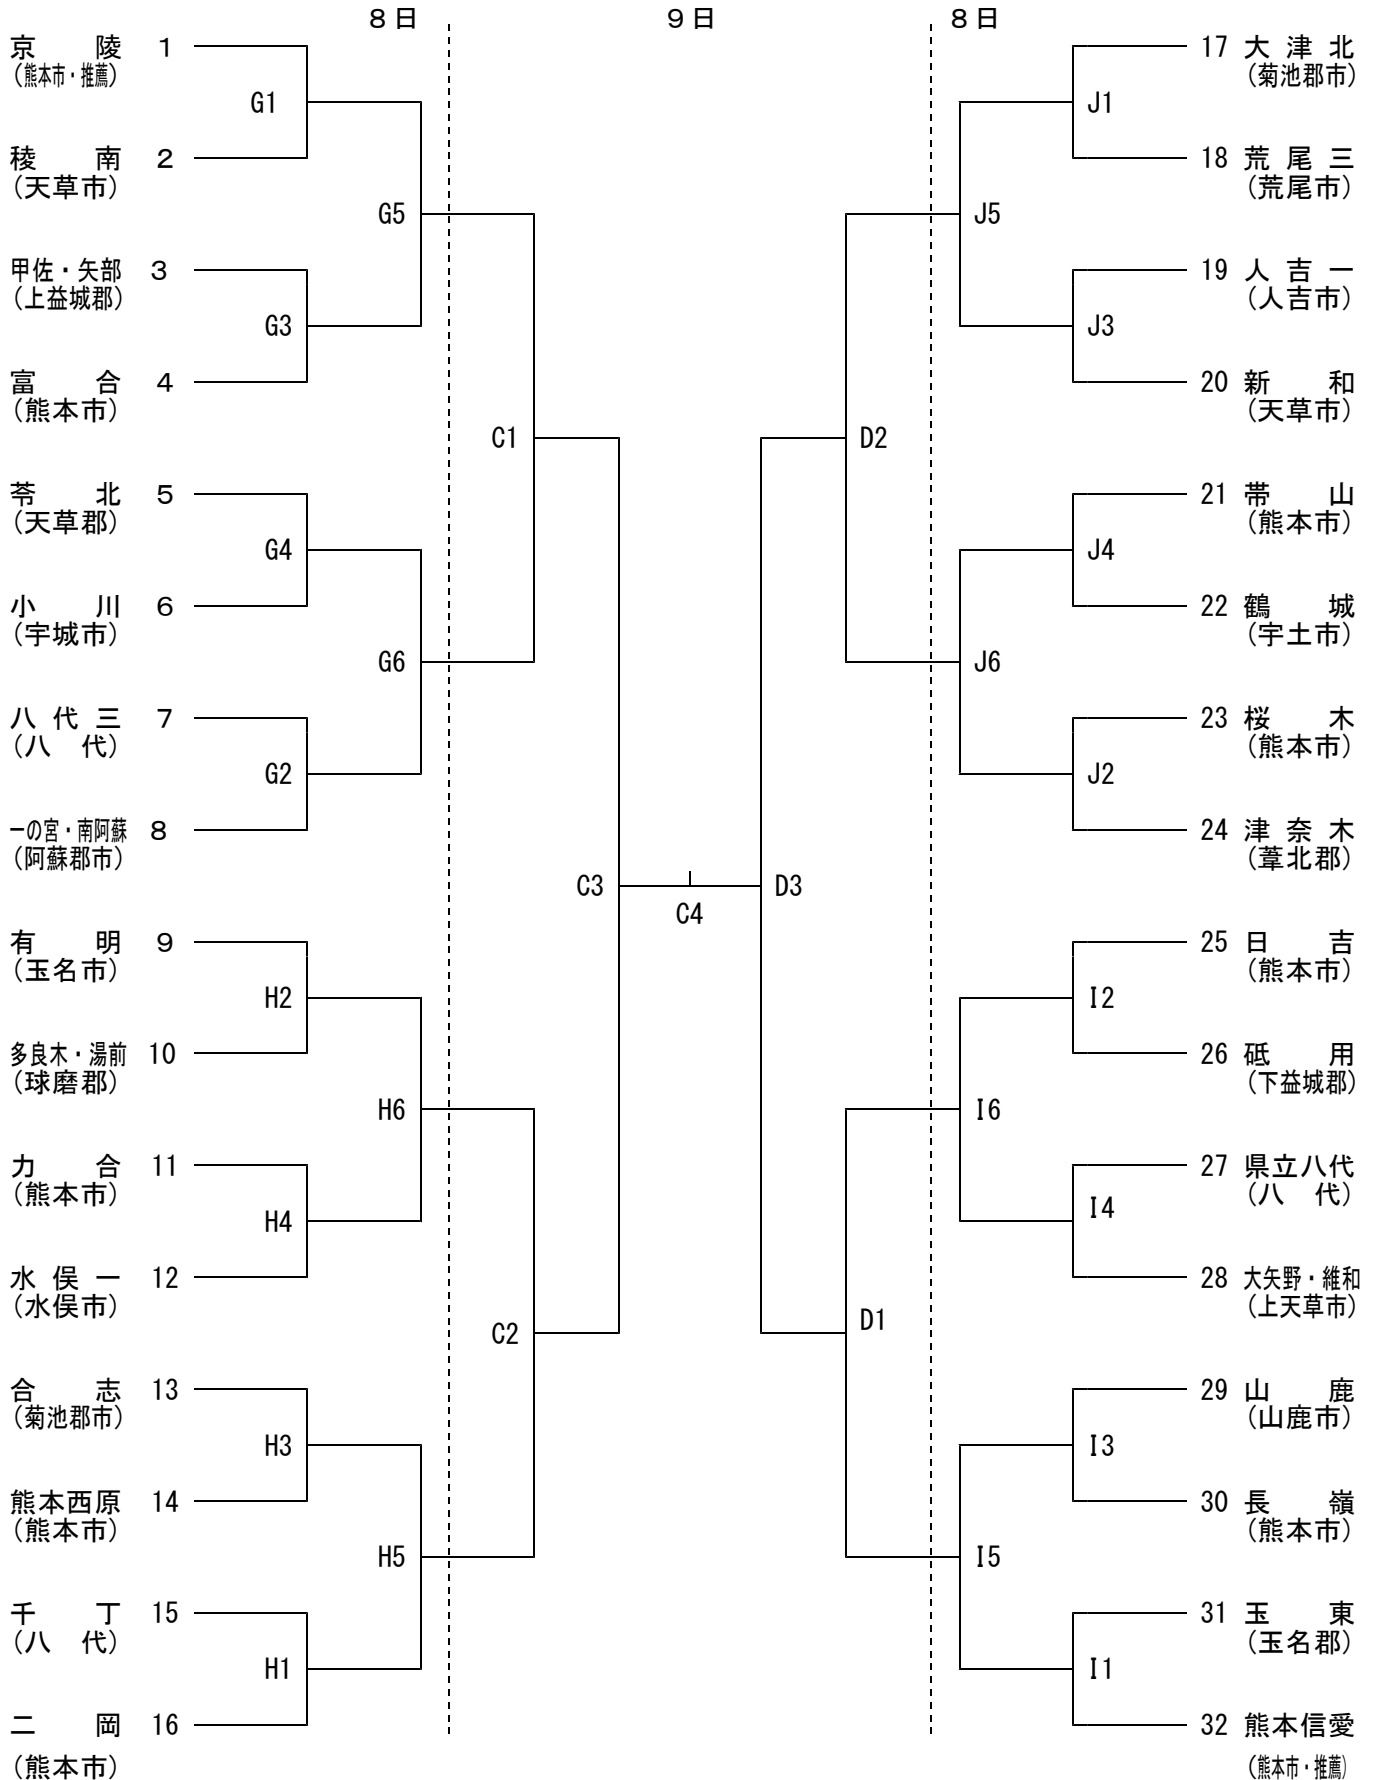 ８日
９日
８日
京　陵 1
（熊本市・推薦）
G1
稜　南 2
（天草市）
G5
甲佐・矢部 3
（上益城郡）
G3
富　合 4
（熊本市）
C1
苓　北 5
（天草郡）
G4
小　川 6
（宇城市）
G6
八 代 三 7
（八　代）
G2
一の宮・南阿蘇 8
（阿蘇郡市）
C3
C4
D3
有　明 9
（玉名市）
H2
多良木・湯前 10
（球磨郡）
H6
力　合 11
（熊本市）
H4
水 俣 一 12
（水俣市）
C2
合　志 13
（菊池郡市）
H3
熊本西原 14
（熊本市）
H5
千　丁 15
（八　代）
H1
二　岡 16
（熊本市）
17 大 津 北
（菊池郡市）
J1
18 荒 尾 三
（荒尾市）
J5
19 人 吉 一
（人吉市）
J3
20 新　和
（天草市）
D2
21 帯　山
（熊本市）
J4
22 鶴　城
（宇土市）
J6
23 桜　木
（熊本市）
J2
24 津 奈 木
（葦北郡）
25 日　吉
（熊本市）
I2
26 砥　用
（下益城郡）
I6
27 県立八代
（八　代）
I4
28 大矢野・維和
（上天草市）
D1
29 山　鹿
（山鹿市）
I3
30 長　嶺
（熊本市）
I5
31 玉　東
（玉名郡）
I1
32 熊本信愛
（熊本市・推薦）